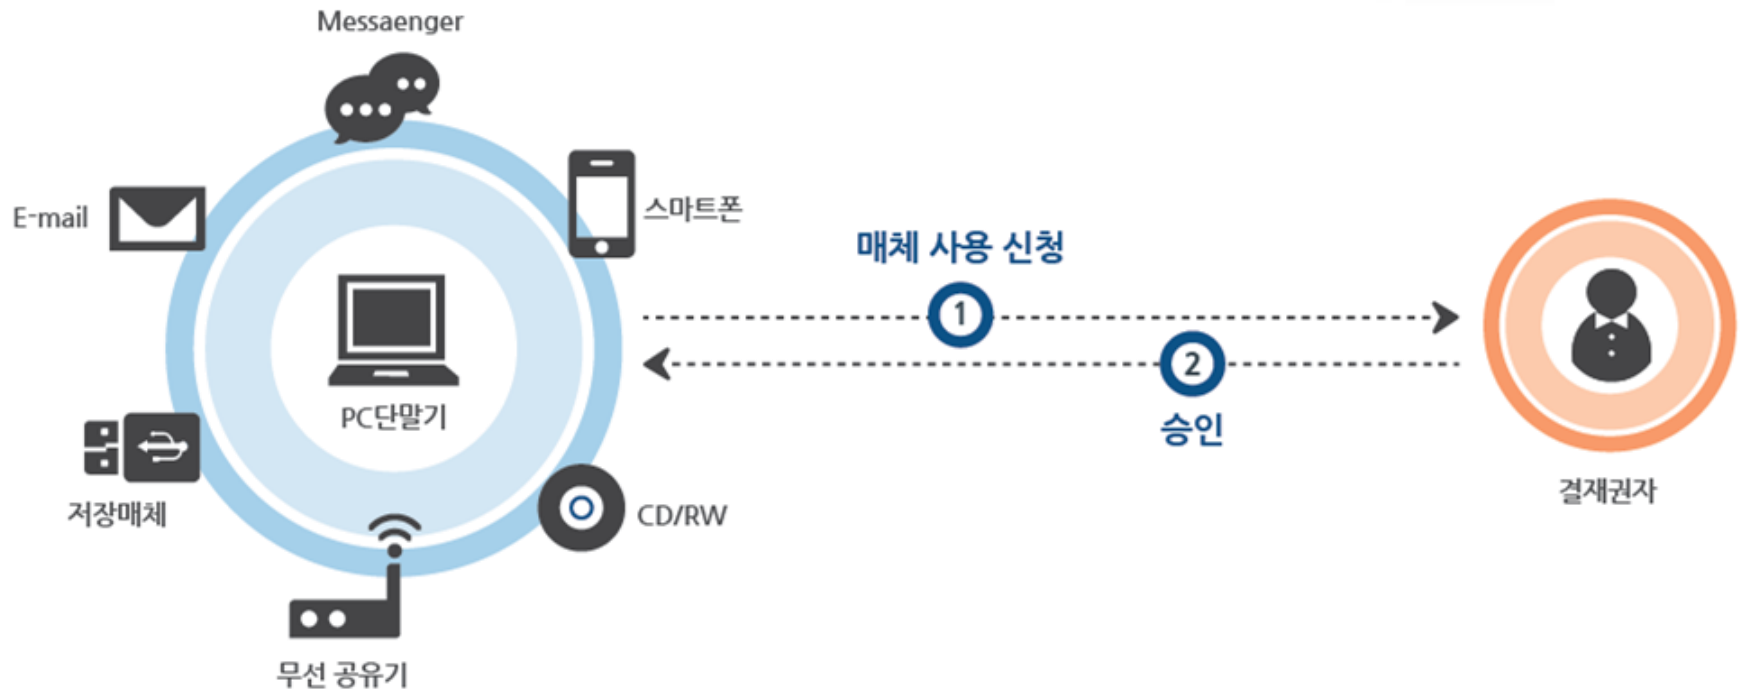 Messaenger
E-mail
스마트폰
매체 사용 신청
1
2
PC단말기
승인
저장매체
CD/RW
결재권자
무선 공유기